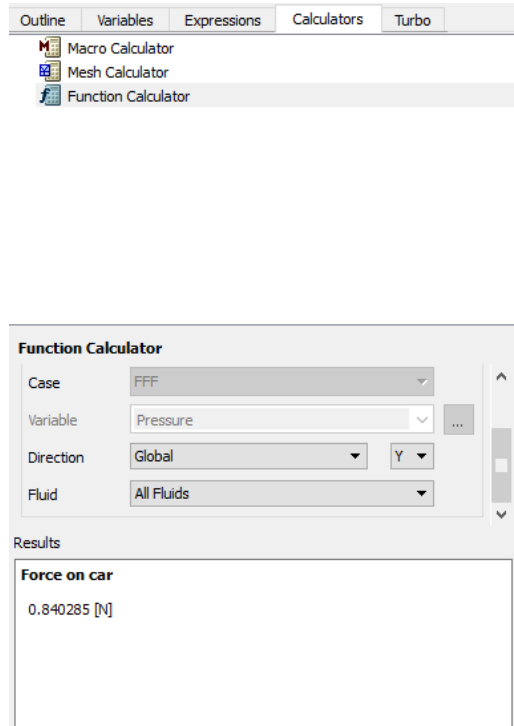 Outline Variables Expressions Calculators Turbo
Macro Calculator
Mesh Calculator
Function Calculator
Function Calculator
Case FFF
Variable Pressure ...
Direction Global Y
Fluid All Fluids
Results
Force on car
0.840285 [N]